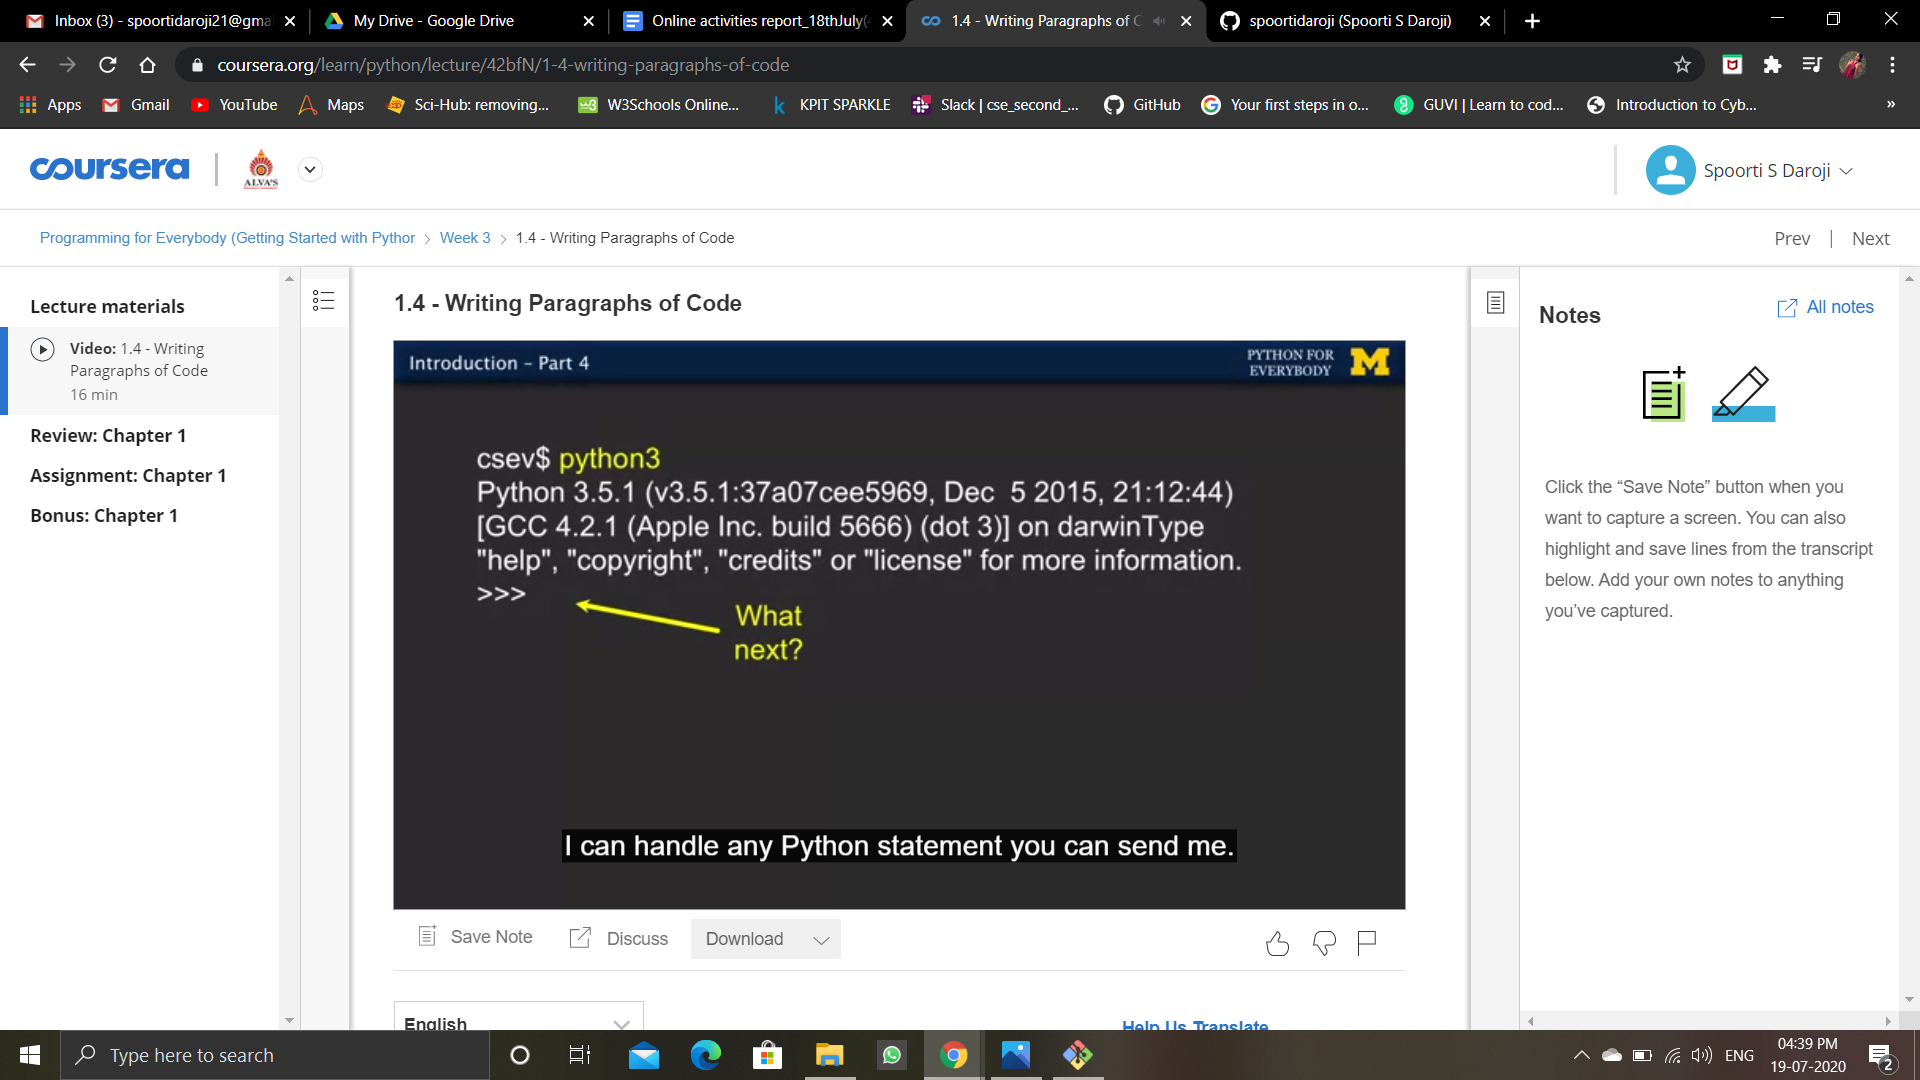 Inbox (3) - spoortidaroji21@gma
My Drive - Google Drive
Online activities report_18thJuly(
1.4 - Writing Paragraphs of C
spoortidaroji (Spoorti S Daroji)
coursera.org/learn/python/lecture/42bfN/1-4-writing-paragraphs-of-code
Apps
Gmail
YouTube
Maps
Sci-Hub: removing...
W3Schools Online...
KPIT SPARKLE
Slack | cse_second_...
GitHub
Your first steps in o...
GUVI | Learn to cod...
Introduction to Cyb...
»
coursera
ALVA'S
Spoorti S Daroji
Programming for Everybody (Getting Started with Python
Week 3
1.4 - Writing Paragraphs of Code
Prev | Next
Lecture materials
Video: 1.4 - Writing
Paragraphs of Code
16 min
Review: Chapter 1
Assignment: Chapter 1
Bonus: Chapter 1
1.4 - Writing Paragraphs of Code
Introduction – Part 4
PYTHON FOR
EVERYBODY
M
csev$ python3
Python 3.5.1 (v3.5.1:37a07cee5969, Dec  5 2015, 21:12:44)
[GCC 4.2.1 (Apple Inc. build 5666) (dot 3)] on darwinType
"help", "copyright", "credits" or "license" for more information.
>>>
What
next?
I can handle any Python statement you can send me.
Save Note
Discuss
Download
English
Help Us Translate
Notes
All notes
Click the “Save Note” button when you
want to capture a screen. You can also
highlight and save lines from the transcript
below. Add your own notes to anything
you’ve captured.
Type here to search
ENG
04:39 PM
19-07-2020
2